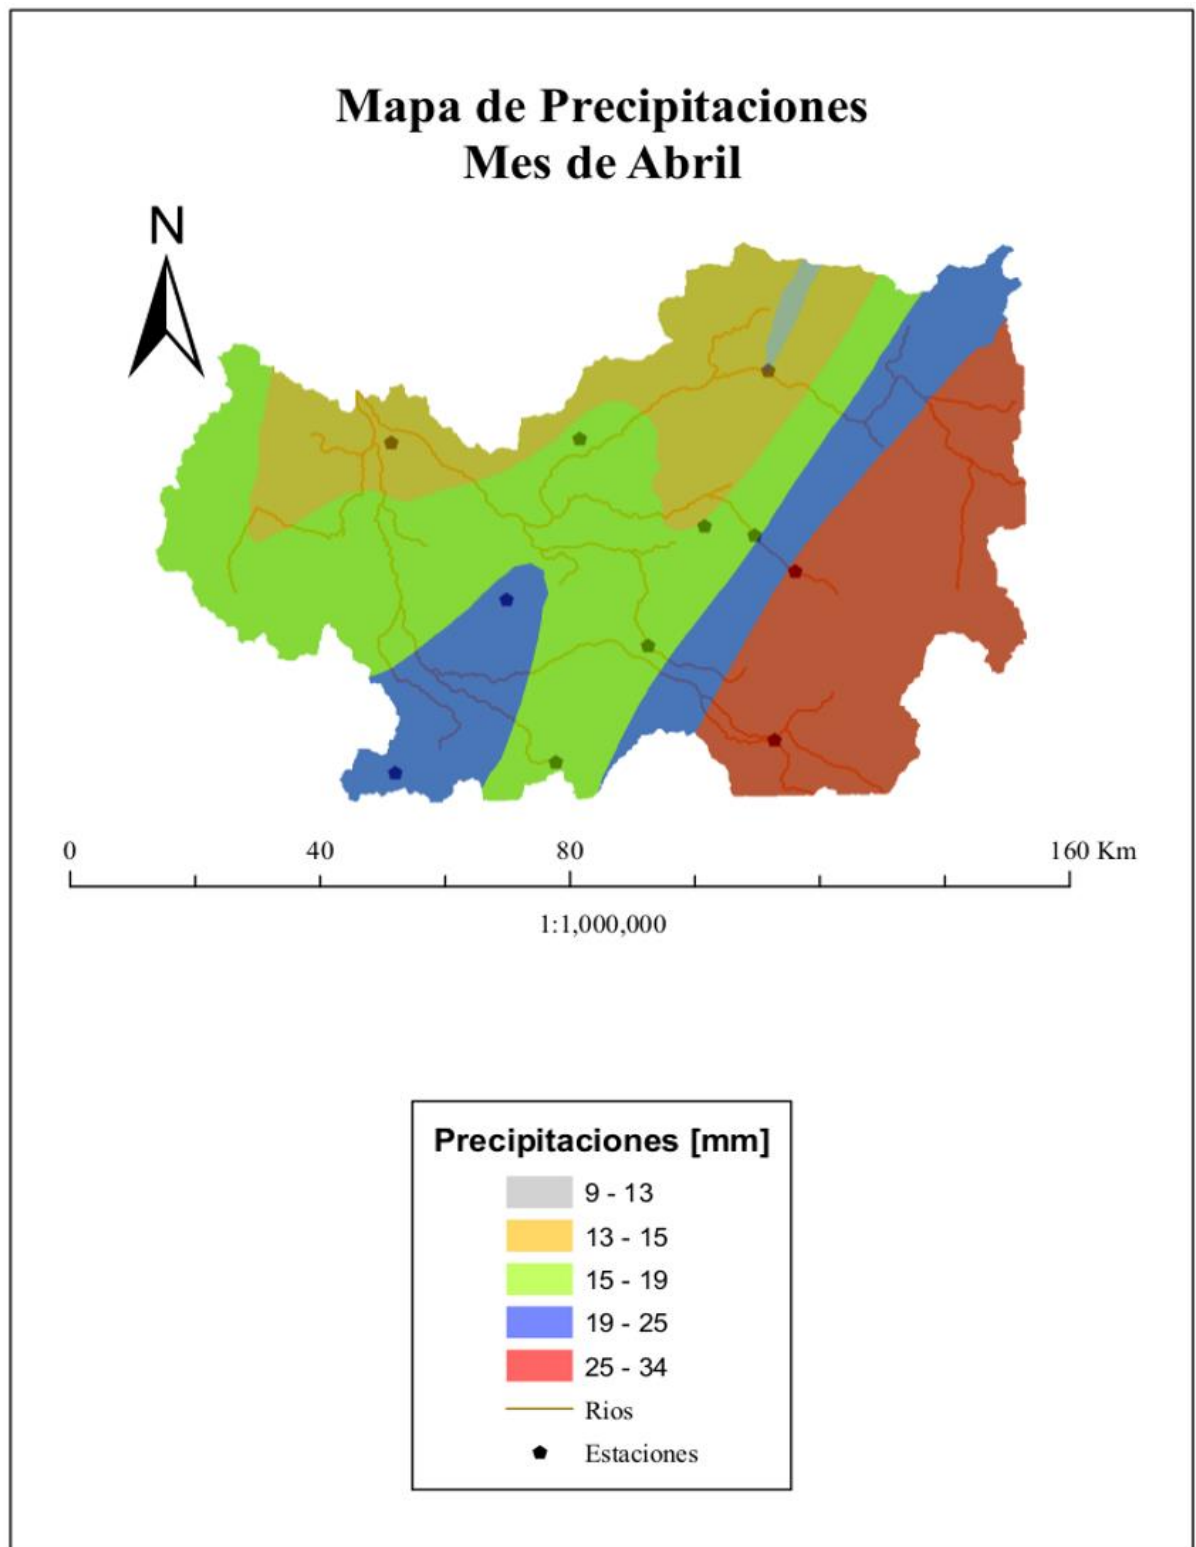 Mapa de Precipitaciones
Mes de Abril
N
0 40 80 160 Km
1:1,000,000
Precipitaciones [mm]
9 - 13
13 - 15
15 - 19
19 - 25
25 - 34
Rios
Estaciones